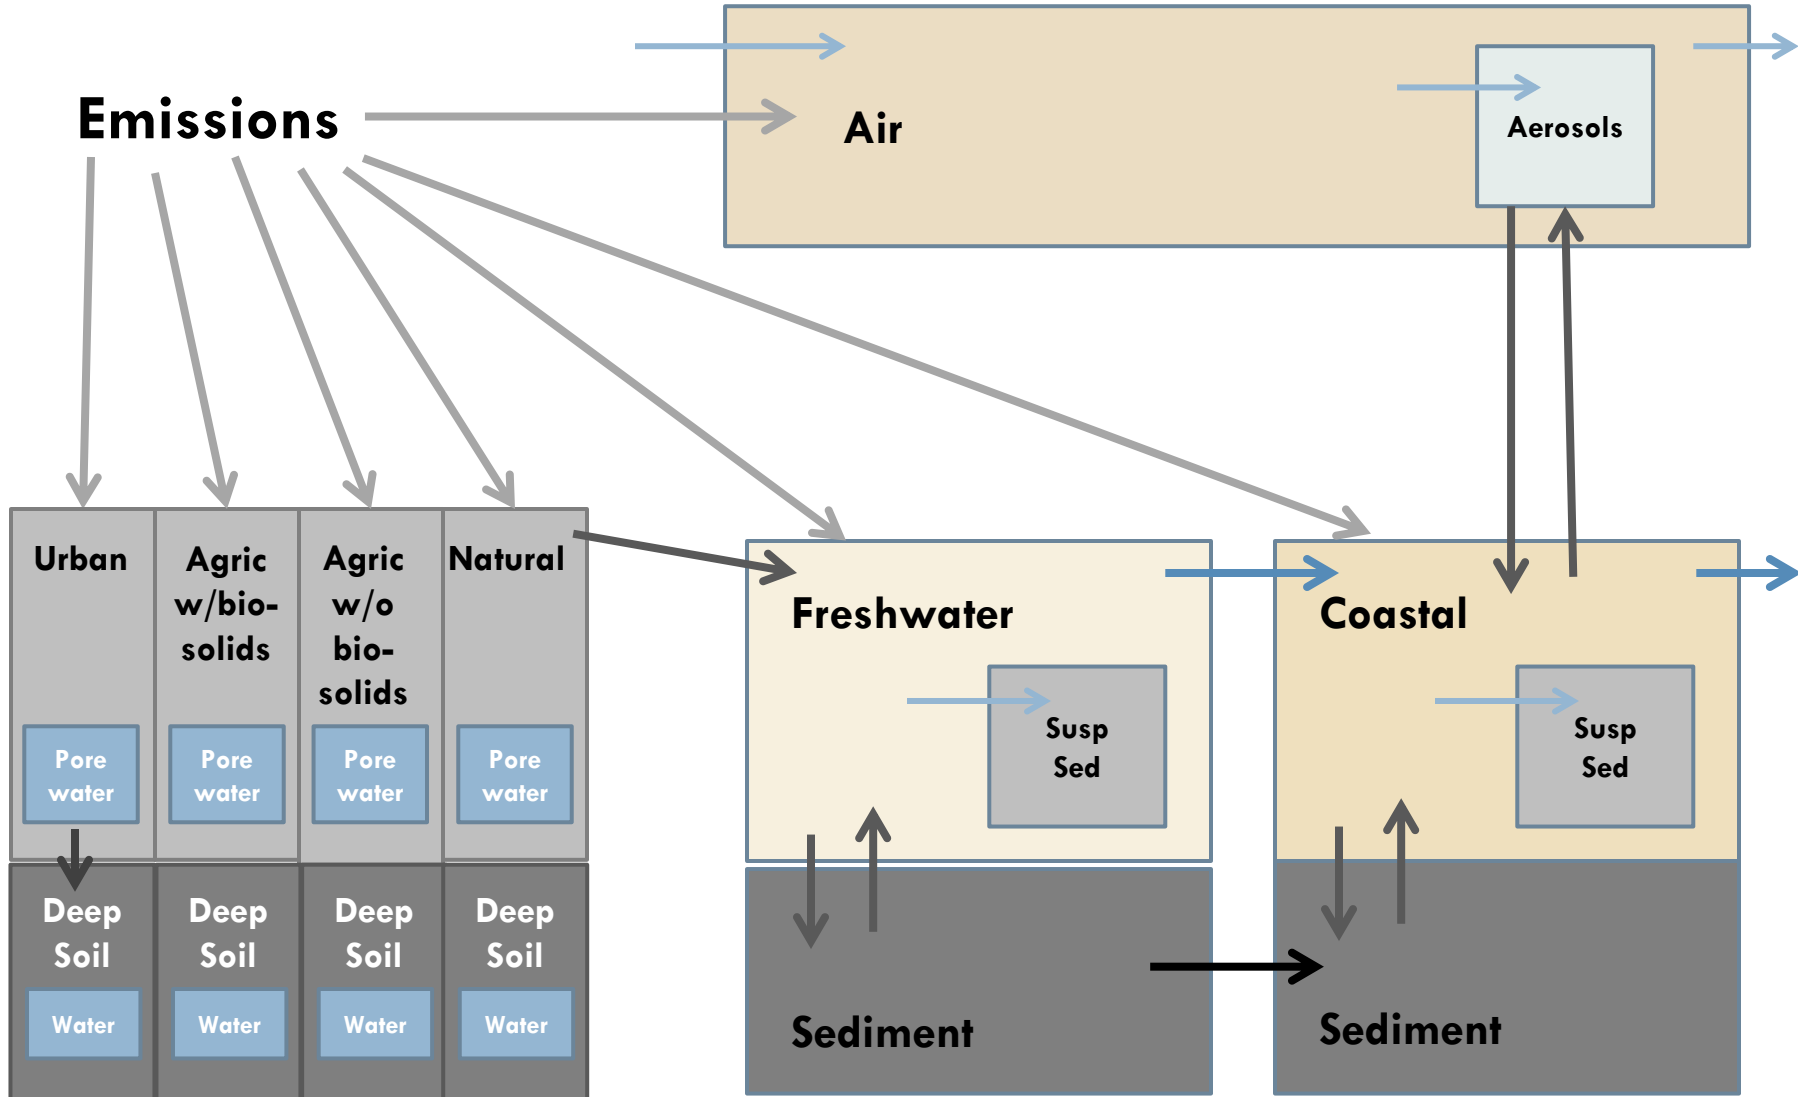 Emissions
Air
Aerosols
Urban
Agric
w/bio-
solids
Agric
w/o
bio-
solids
Natural
Pore
water
Pore
water
Pore
water
Pore
water
Deep
Soil
Deep
Soil
Deep
Soil
Deep
Soil
Water
Water
Water
Water
Freshwater
Susp
Sed
Sediment
Coastal
Susp
Sed
Sediment